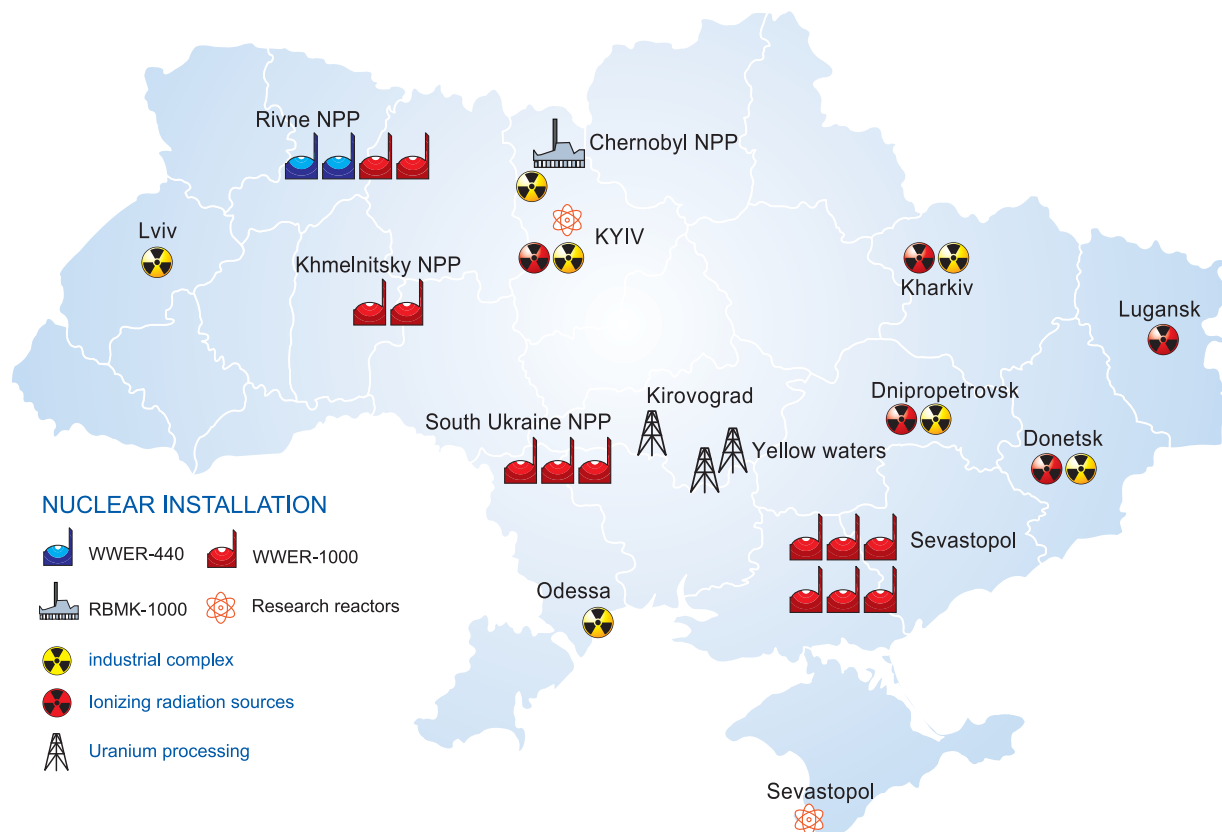 Rivne NPP
Chernobyl NPP
Lviv
KYIV
Khmelnitsky NPP
Kharkiv
Lugansk
Kirovograd
Dnipropetrovsk
South Ukraine NPP
Yellow waters
Donetsk
NUCLEAR INSTALLATION
WWER-440
WWER-1000
Sevastopol
Odessa
RBMK-1000
Research reactors
industrial complex
Ionizing radiation sources
Uranium processing
Sevastopol